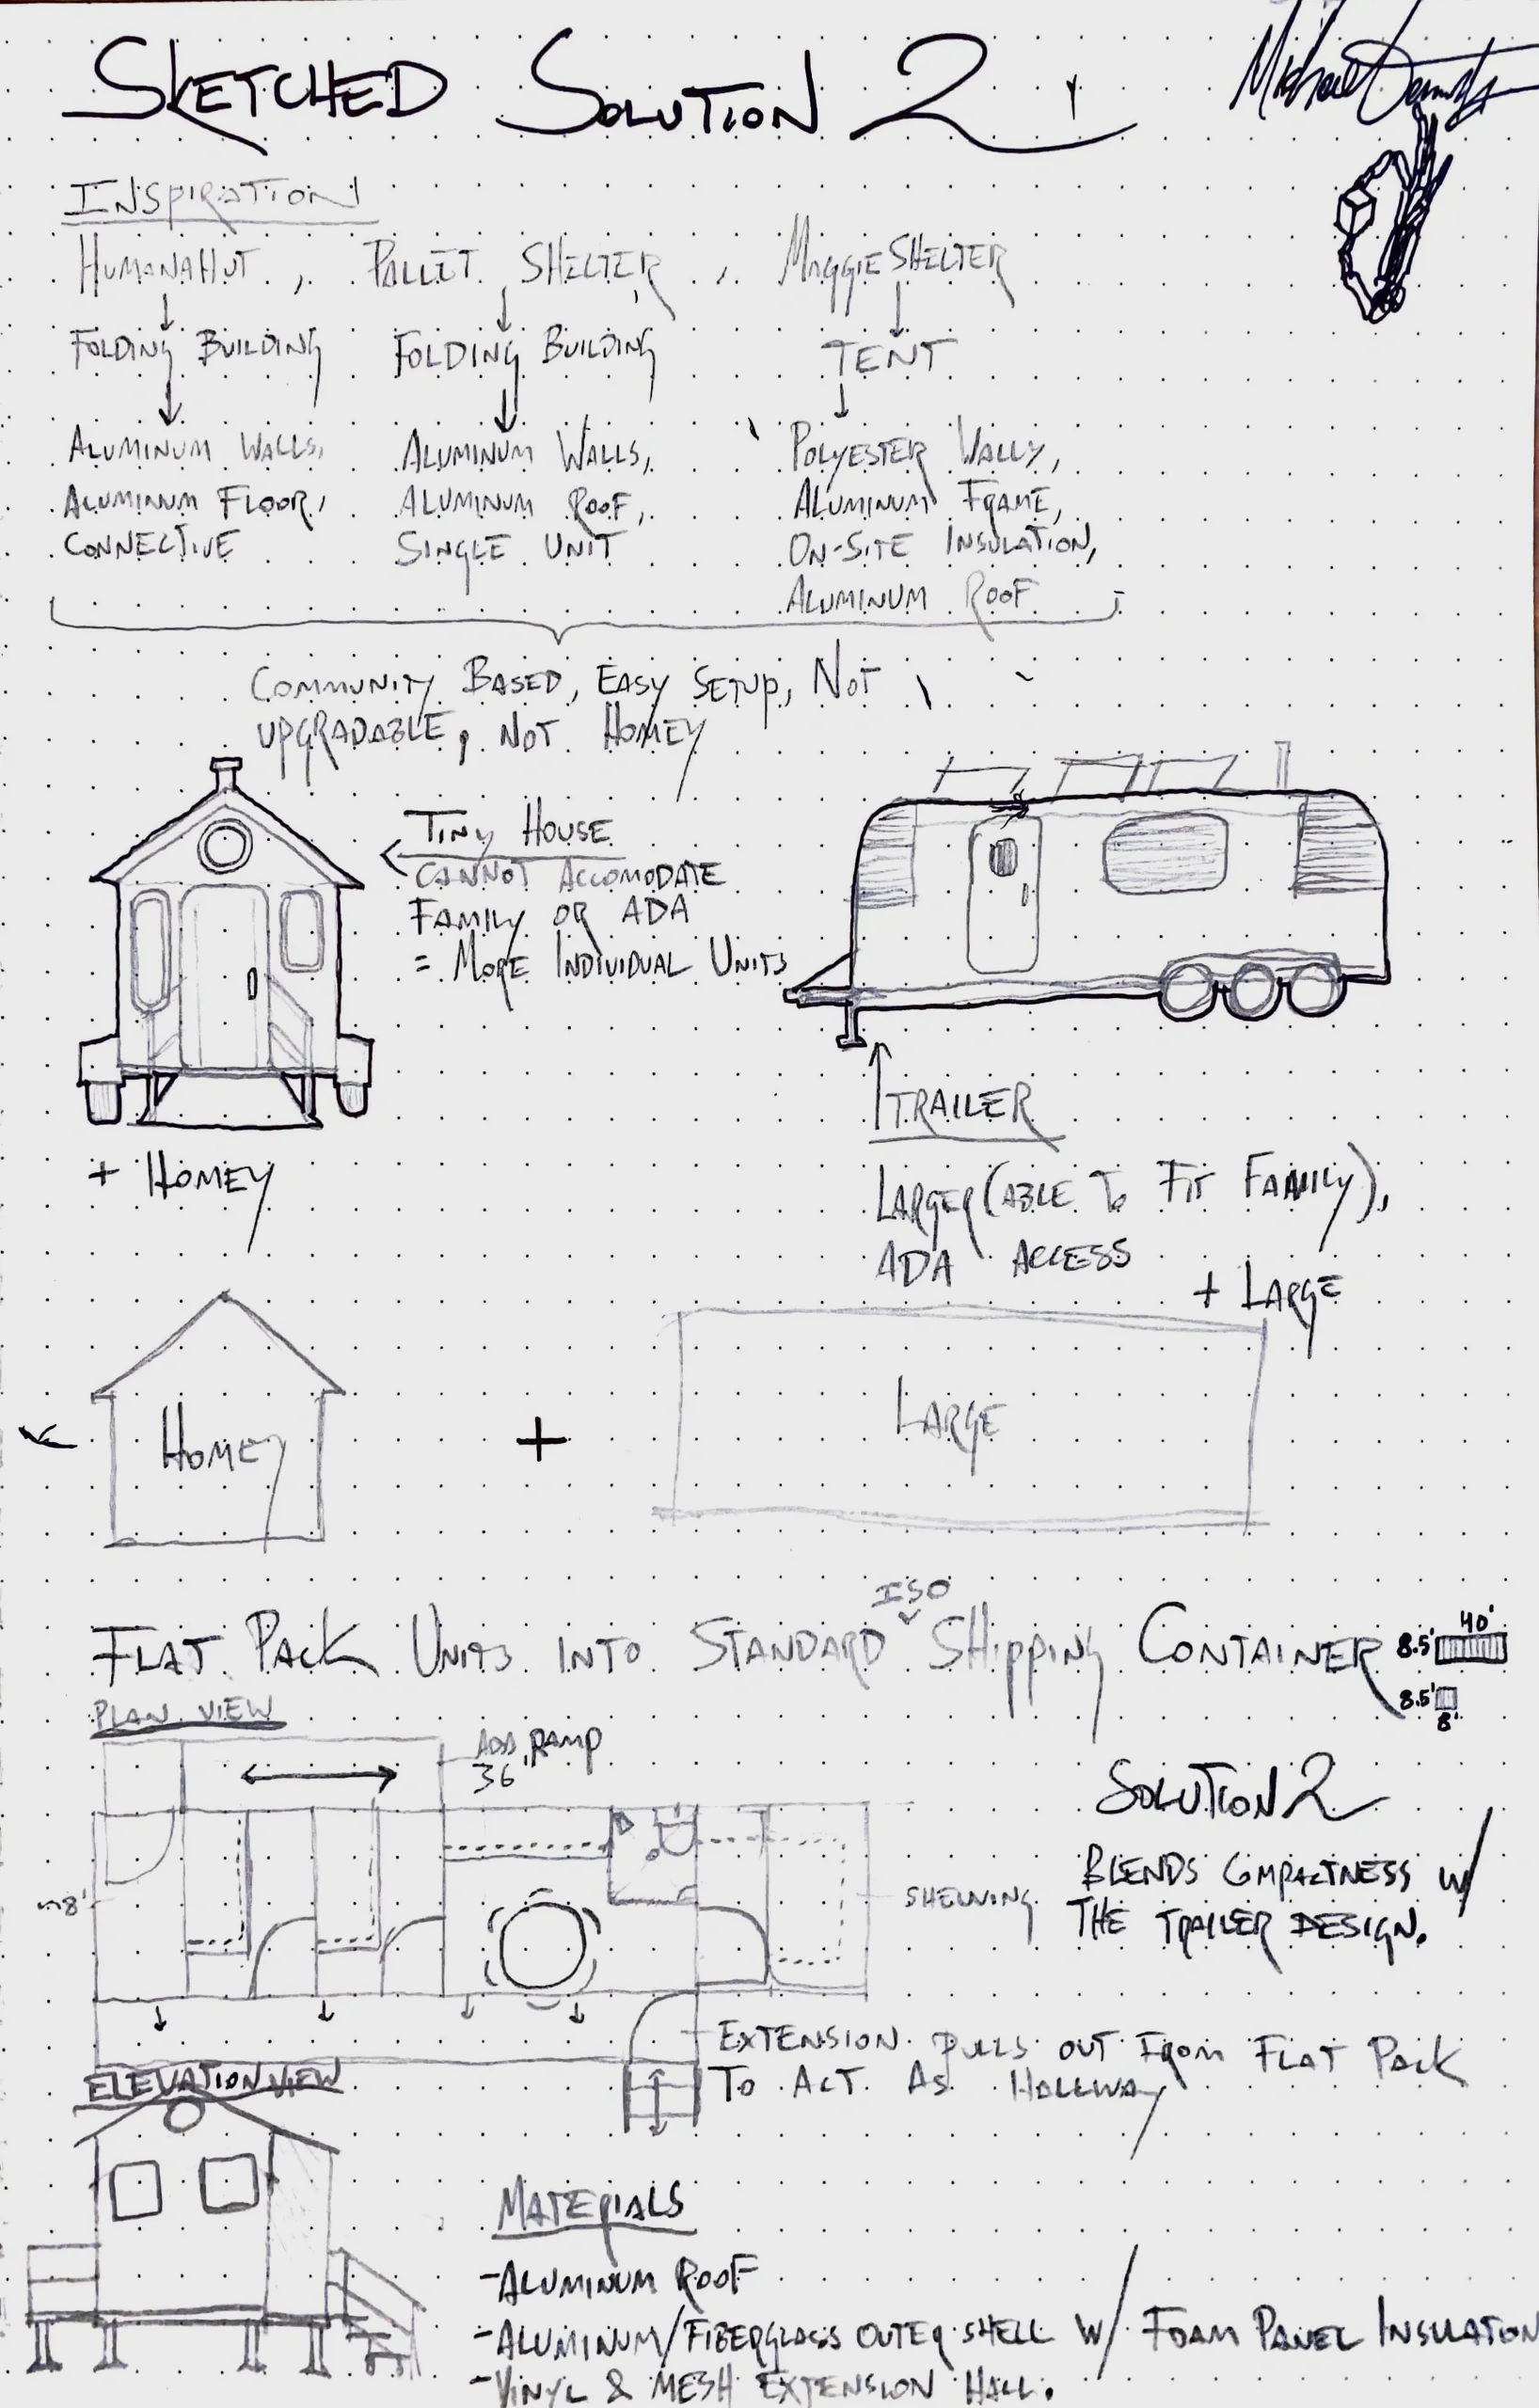 SKETCHED SOLUTION 2
INSPIRATION
HUMANAHUT, PALLET SHELTER, MAGGIE SHELTER
FOLDING BUILDING
FOLDING BUILDING
TENT
ALUMINUM WALLS,
ALUMINUM FLOOR,
CONNECTIVE
ALUMINUM WALLS,
ALUMINUM ROOF,
SINGLE UNIT
POLYESTER WALLS,
ALUMINUM FRAME,
ON-SITE INSULATION,
ALUMINUM ROOF
COMMUNITY BASED, EASY SETUP, NOT
UPGRADABLE, NOT HOMEY
TINY HOUSE
CANNOT ACCOMODATE
FAMILY OR ADA
= MORE INDIVIDUAL UNITS
+ HOMEY
TRAILER
LARGER (ABLE TO FIT FAMILY),
ADA ACCESS
+ LARGE
HOMEY
+
LARGE
ISO
FLAT PACK UNITS INTO STANDARD SHIPPING CONTAINER
40'
8.5'
8.5'
8'
PLAN VIEW
ADA RAMP
36"
8'
SHELVING
SOLUTION 2
BLENDS COMPACTNESS W/
THE TRAILER DESIGN.
EXTENSION PULLS OUT FROM FLAT PACK
TO ACT AS HALLWAY
ELEVATION VIEW
MATERIALS
-ALUMINUM ROOF
-ALUMINUM/FIBERGLASS OUTER SHELL W/ FOAM PANEL INSULATION
-VINYL & MESH EXTENSION HALL.